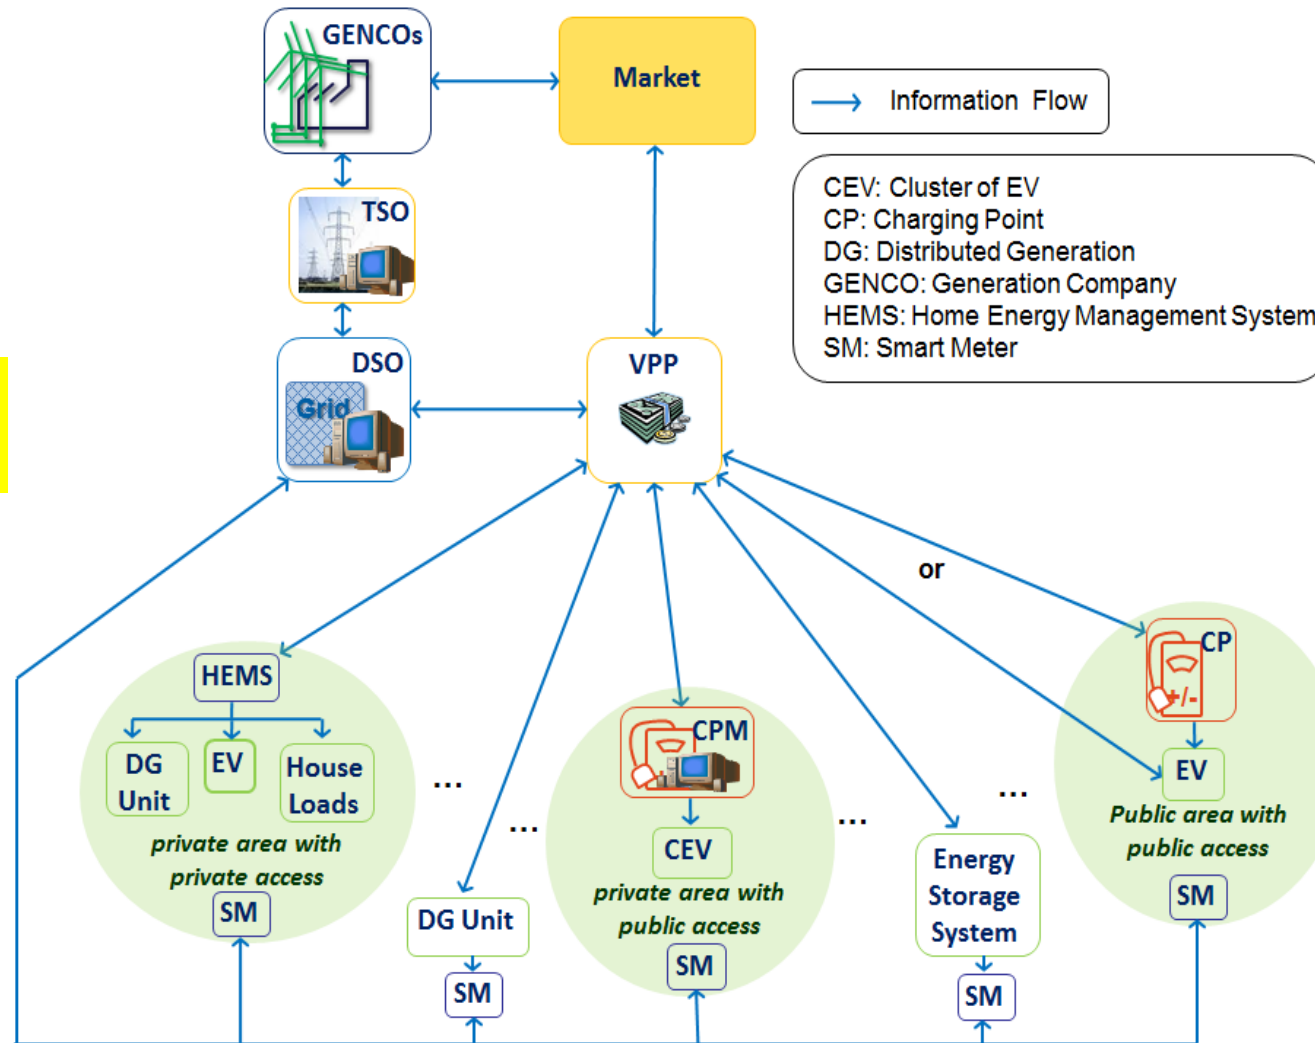 GENCOs
Market
Information Flow
TSO
CEV: Cluster of EV
CP: Charging Point
DG: Distributed Generation
GENCO: Generation Company
HEMS: Home Energy Management System
SM: Smart Meter
DSO
Grid
VPP
or
HEMS
DG
Unit
EV
House
Loads
private area with
private access
SM
...
DG Unit
SM
...
CPM
CEV
private area with
public access
SM
...
Energy
Storage
System
SM
...
CP
+/-
EV
Public area with
public access
SM